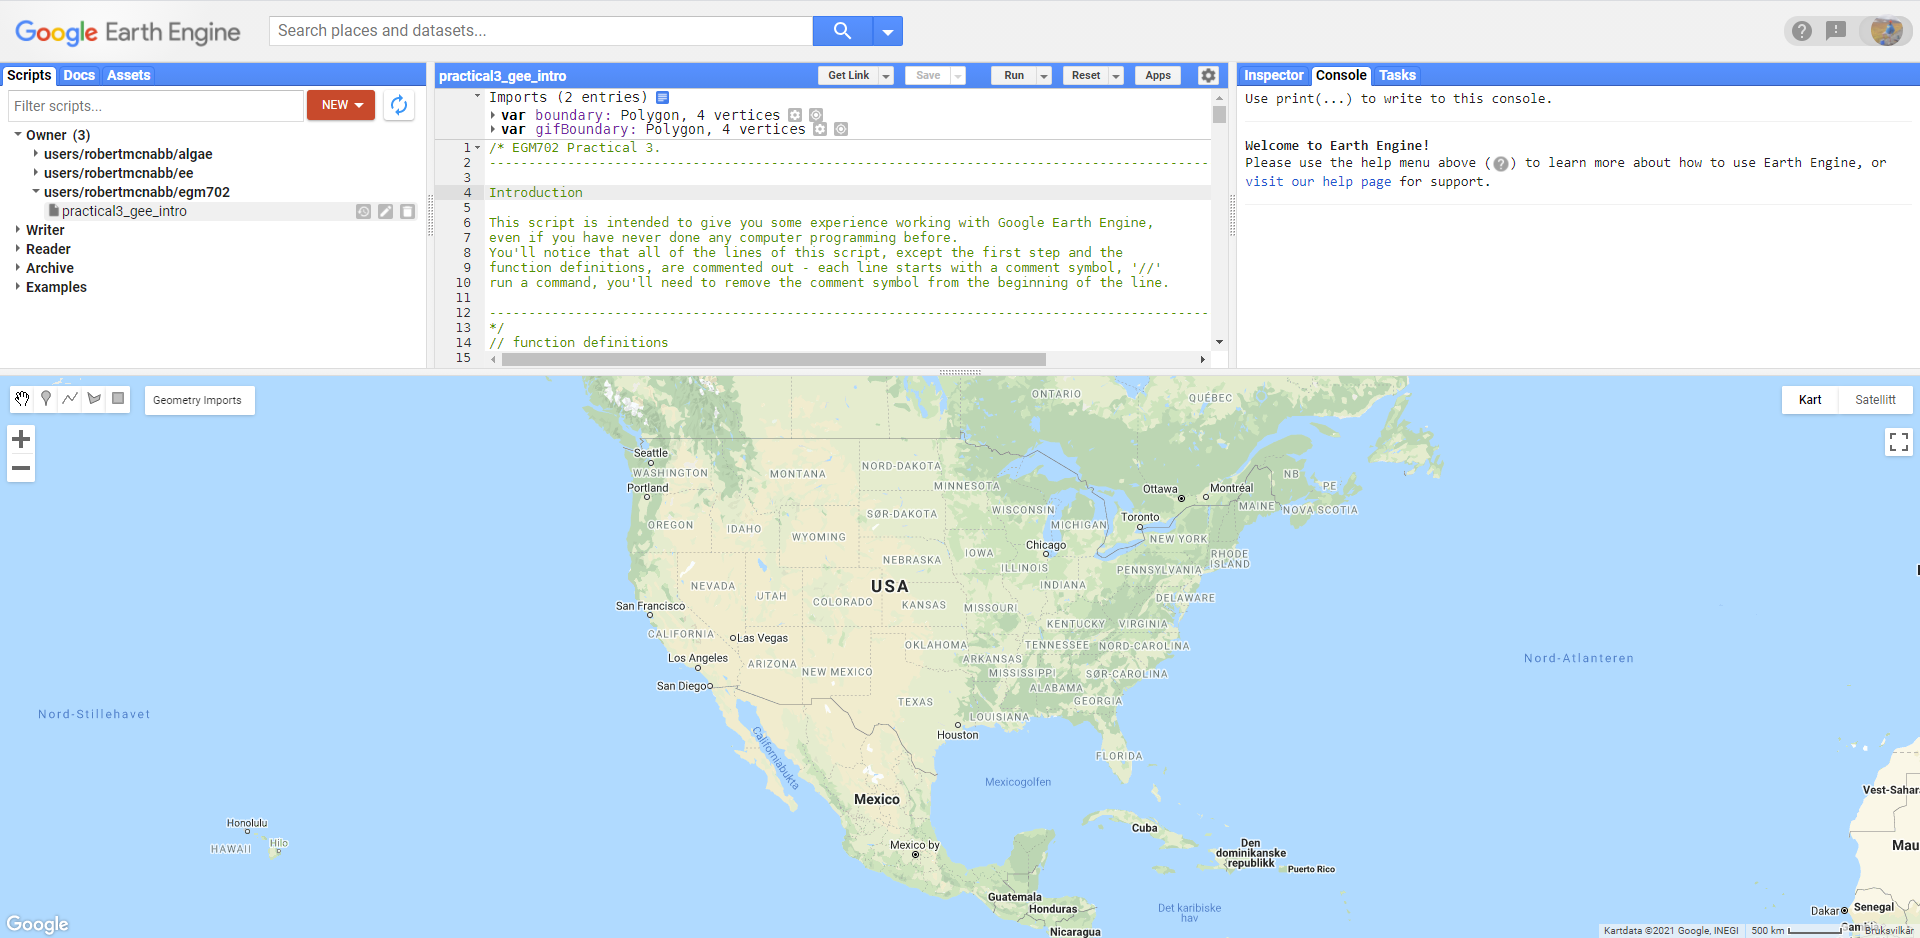 Google Earth Engine
Search places and datasets...
Scripts Docs Assets
Filter scripts...
NEW
Owner (3)
users/robertmcnabb/algae
users/robertmcnabb/ee
users/robertmcnabb/egm702
practical3_gee_intro
Writer
Reader
Archive
Examples
practical3_gee_intro
Get Link Save Run Reset Apps
Imports (2 entries)
var boundary: Polygon, 4 vertices
var gifBoundary: Polygon, 4 vertices
1 /* EGM702 Practical 3.
2 --------------------------------------------------------------------------------------------
3
4 Introduction
5
6 This script is intended to give you some experience working with Google Earth Engine,
7 even if you have never done any computer programming before.
8 You'll notice that all of the lines of this script, except the first step and the
9 function definitions, are commented out - each line starts with a comment symbol, '//'
10 run a command, you'll need to remove the comment symbol from the beginning of the line.
11
12 --------------------------------------------------------------------------------------------
13 */
14 // function definitions
15
Inspector Console Tasks
Use print(...) to write to this console.
Welcome to Earth Engine!
Please use the help menu above (?) to learn more about how to use Earth Engine, or
visit our help page for support.
Geometry Imports
Kart Satellitt
ONTARIO
QUÉBEC
Seattle
WASHINGTON
MONTANA
NORD-DAKOTA
MINNESOTA
NB
PE
Portland
Ottawa
Montréal
MAINE
NOVA SCOTIA
OREGON
IDAHO
SØR-DAKOTA
WISCONSIN
MICHIGAN
Toronto
WYOMING
NEW YORK
Chicago
IOWA
NEBRASKA
ILLINOIS
RHODE
ISLAND
PENNSYLVANIA
NEVADA
UTAH
USA
INDIANA
COLORADO
KANSAS
MISSOURI
DELAWARE
San Francisco
CALIFORNIA
Las Vegas
KENTUCKY
VIRGINIA
OKLAHOMA
TENNESSEE
NORD-CAROLINA
Los Angeles
ARIZONA
NEW MEXICO
ARKANSAS
MISSISSIPPI
SØR-CAROLINA
Nord-Atlanteren
San Diego
ALABAMA
TEXAS
GEORGIA
LOUISIANA
Nord-Stillehavet
Houston
Californiabukta
FLORIDA
Mexicogolfen
Mexico
Vest-Sahar
Honolulu
HAWAII
Hilo
Cuba
Mexico by
Den
dominikanske
republikk
Puerto Rico
Mau
Guatemala
Honduras
Det karibiske
hav
Dakar
Senegal
Nicaragua
Google
Kartdata ©2021 Google, INEGI 500 km Bruksvilkår